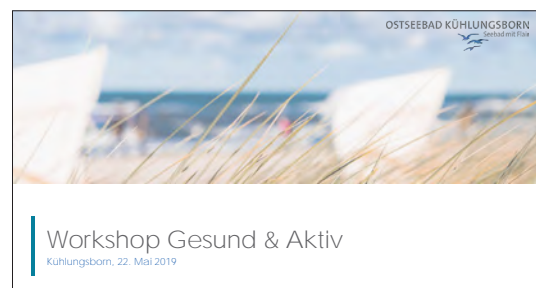 OSTSEEBAD KÜHLUNGSBORN
Seebad mit Flair
Workshop Gesund & Aktiv
Kühlungsborn, 22. Mai 2019